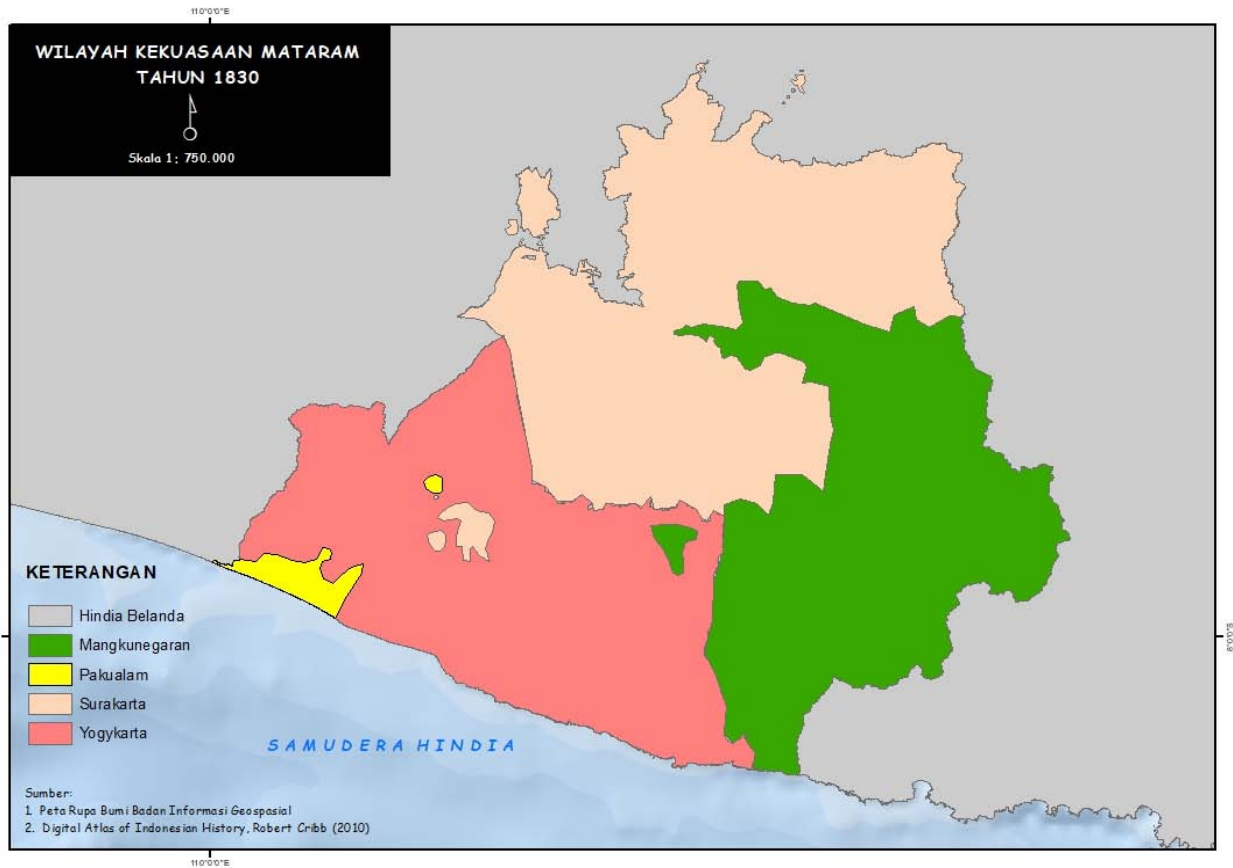 110°0'0"E
WILAYAH KEKUASAAN MATARAM
TAHUN 1830
Skala 1 : 750.000
KETERANGAN
Hindia Belanda
Mangkunegaran
Pakualam
Surakarta
Yogykarta
8°0'0"S
SAMUDERA HINDIA
Sumber:
1. Peta Rupa Bumi Badan Informasi Geospasial
2. Digital Atlas of Indonesian History, Robert Cribb (2010)
110°0'0"E